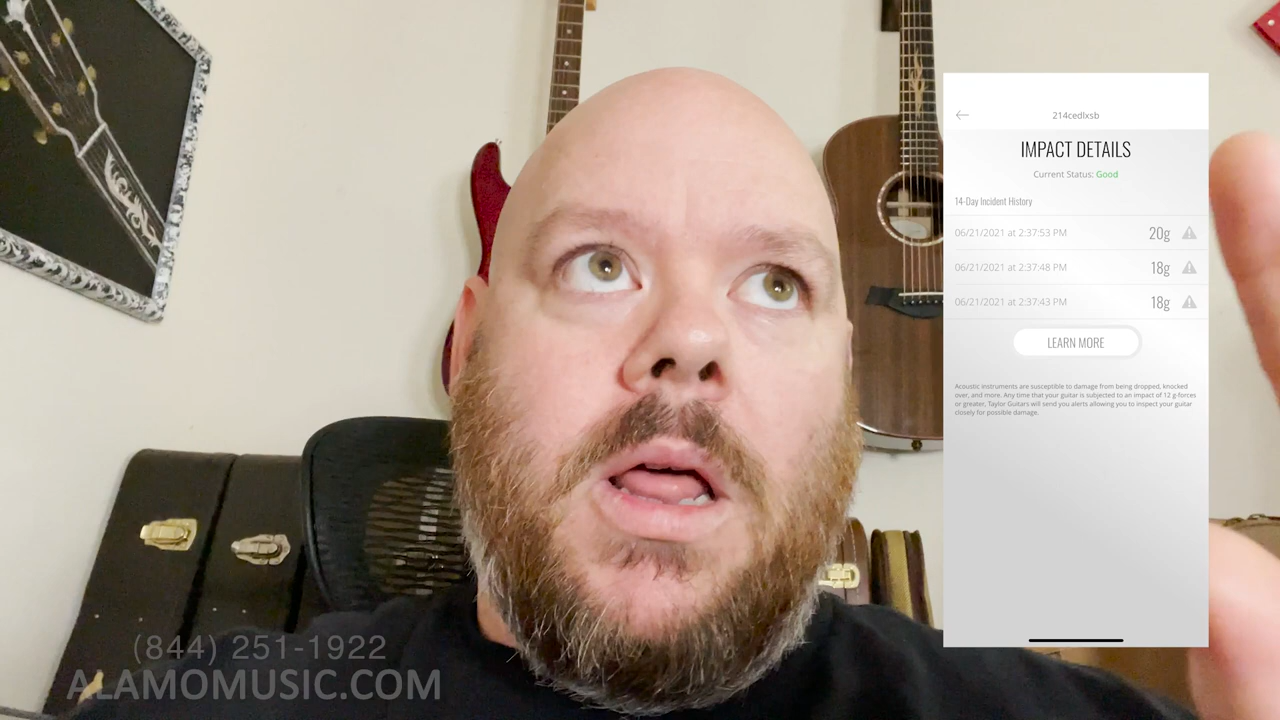 214cedlxsb
IMPACT DETAILS
Current Status: Good
14-Day Incident History
06/21/2021 at 2:37:53 PM 20g
06/21/2021 at 2:37:48 PM 18g
06/21/2021 at 2:37:43 PM 18g
LEARN MORE
Acoustic instruments are susceptible to damage from being dropped, knocked
over, and more. Any time that your guitar is subjected to an impact of 12 g-forces
or greater, Taylor Guitars will send you alerts allowing you to inspect your guitar
closely for possible damage.
(844) 251-1922
ALAMOMUSIC.COM